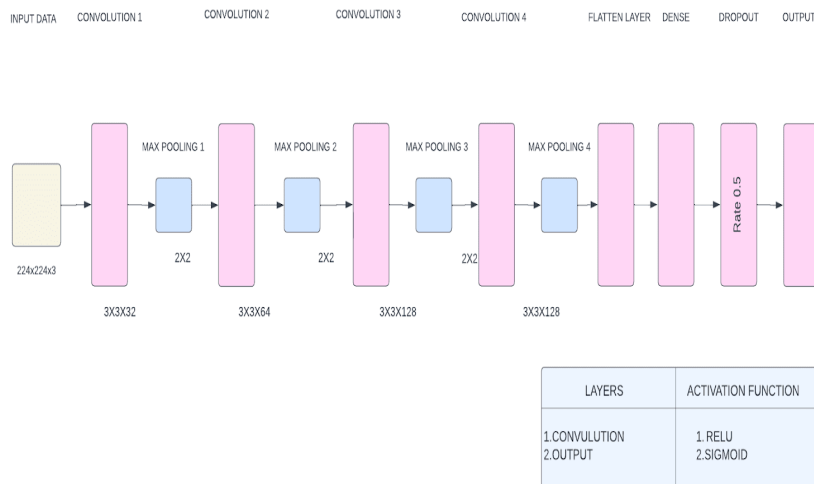 INPUT DATA
CONVOLUTION 1
CONVOLUTION 2
CONVOLUTION 3
CONVOLUTION 4
FLATTEN LAYER
DENSE
DROPOUT
OUTPUT
MAX POOLING 1
MAX POOLING 2
MAX POOLING 3
MAX POOLING 4
Rate 0.5
2X2
2X2
2X2
224x224x3
3X3X32
3X3X64
3X3X128
3X3X128
LAYERS
ACTIVATION FUNCTION
1.CONVULUTION
2.OUTPUT
1. RELU
2.SIGMOID